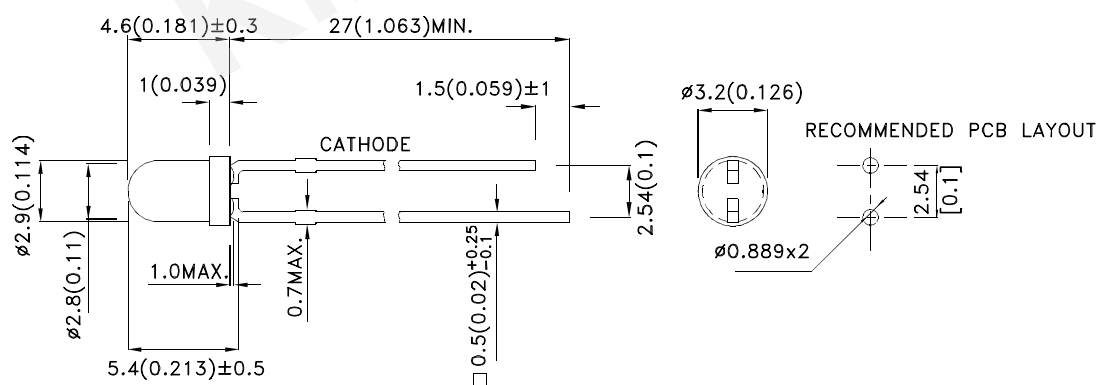 4.6(0.181)±0.3
27(1.063)MIN.
1(0.039)
1.5(0.059)±1
ø3.2(0.126)
RECOMMENDED PCB LAYOUT
CATHODE
ø2.9(0.114)
ø2.8(0.11)
2.54(0.1)
2.54
[0.1]
1.0MAX.
0.7MAX.
□0.5(0.02)+0.25
-0.1
ø0.889x2
5.4(0.213)±0.5